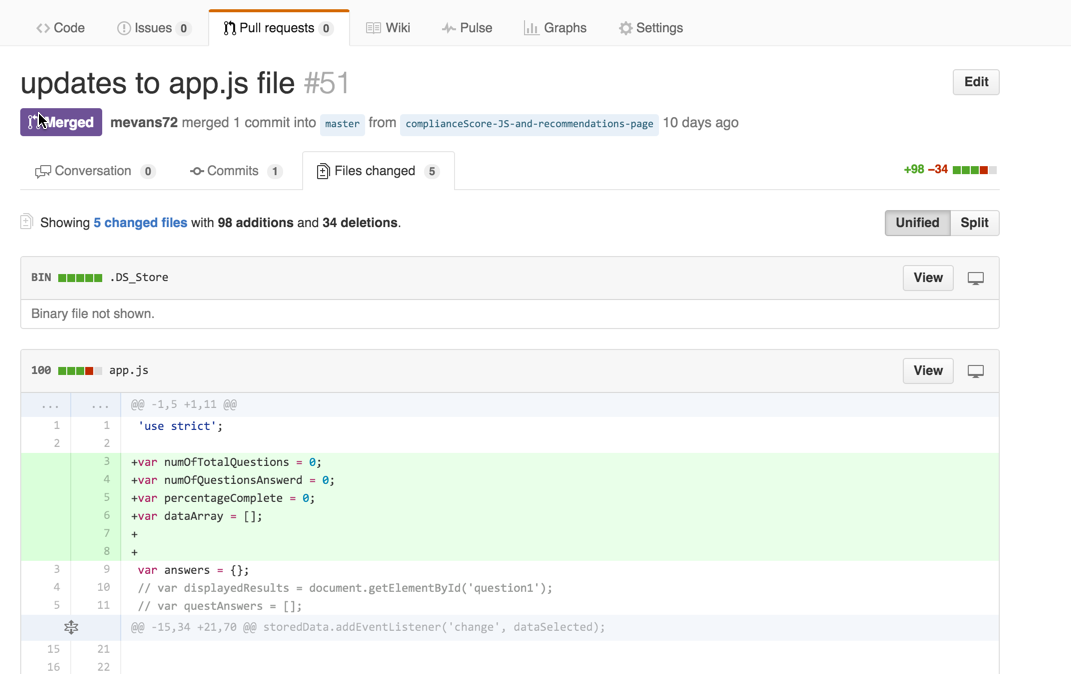 Code Issues 0 Pull requests 0 Wiki Pulse Graphs Settings
updates to app.js file #51 Edit
Merged mevans72 merged 1 commit into master from complianceScore-JS-and-recommendations-page 10 days ago
Conversation 0 Commits 1 Files changed 5 +98 −34
Showing 5 changed files with 98 additions and 34 deletions. Unified Split
BIN .DS_Store View
Binary file not shown.
100 app.js View
... ... @@ -1,5 +1,11 @@
1 1 'use strict';
2 2
3 +var numOfTotalQuestions = 0;
4 +var numOfQuestionsAnswerd = 0;
5 +var percentageComplete = 0;
6 +var dataArray = [];
7 +
8 +
3 9 var answers = {};
4 10 // var displayedResults = document.getElementById('question1');
5 11 // var questAnswers = [];
@@ -15,34 +21,70 @@ storedData.addEventListener('change', dataSelected);
15 21
16 22